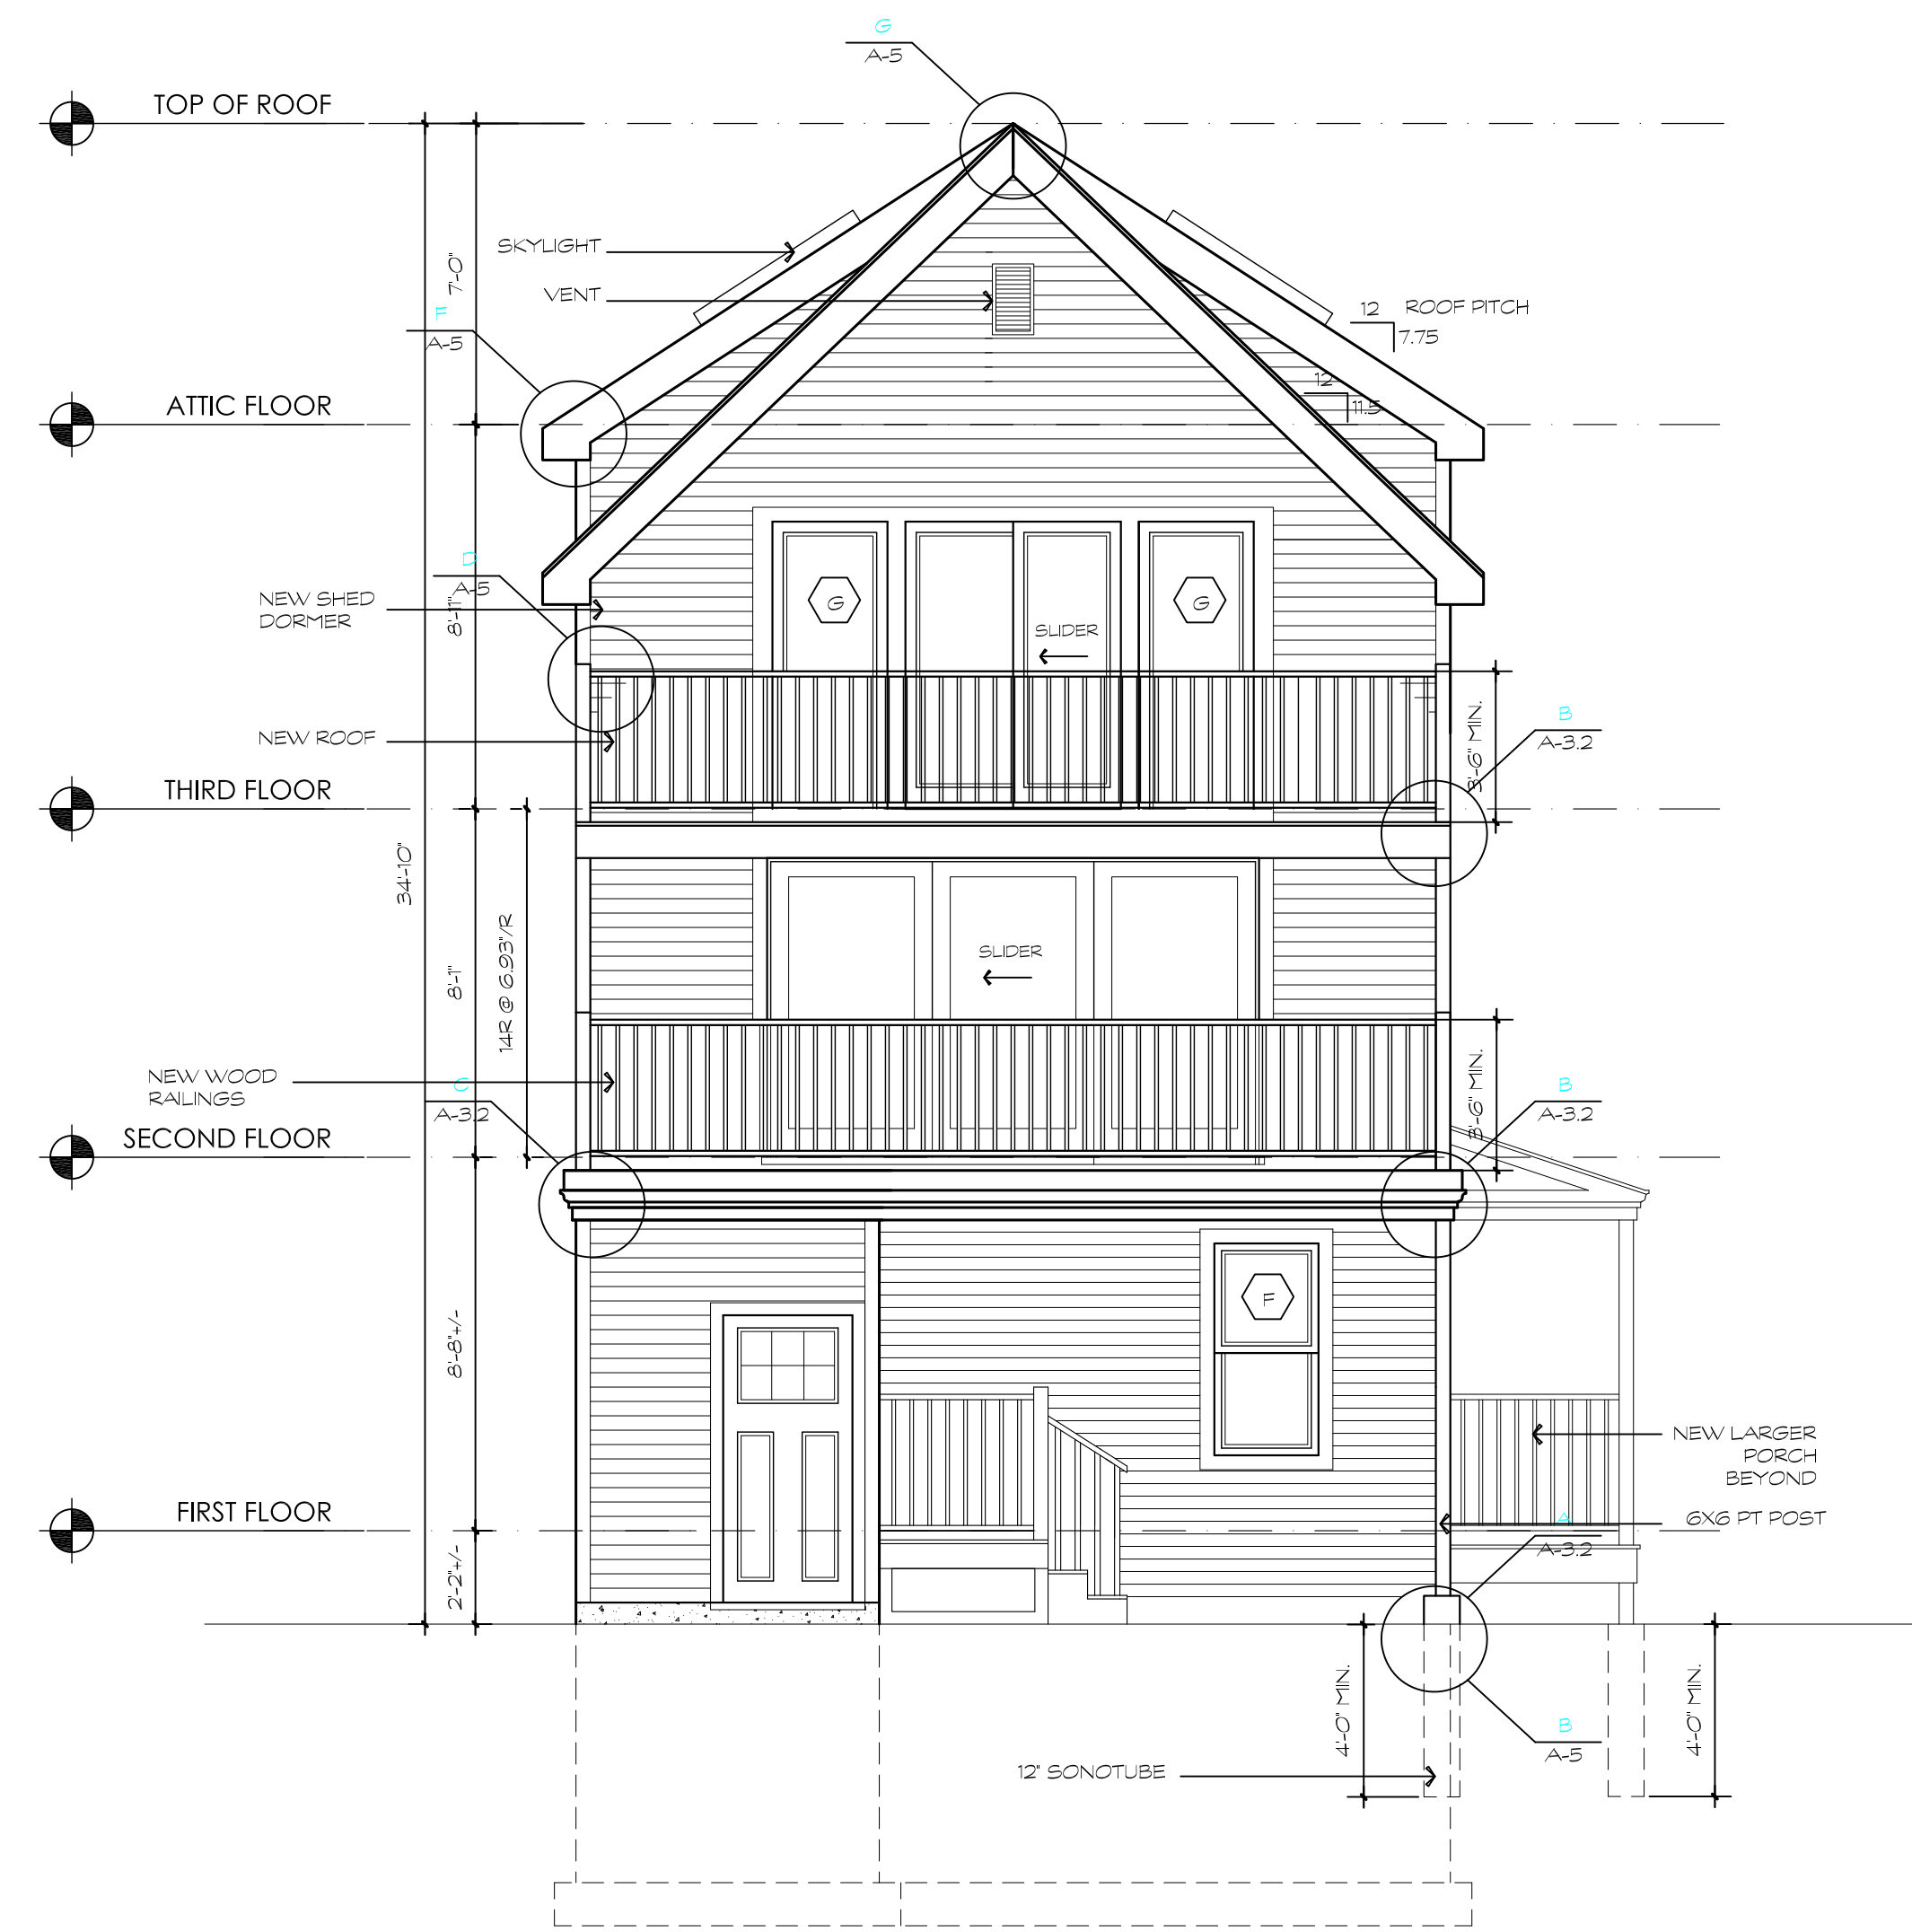 G
A-5
TOP OF ROOF
SKYLIGHT
7'-0"
VENT
12 ROOF PITCH
7.75
F
A-5
12
11.5
ATTIC FLOOR
D
A-5
8'-11"
NEW SHED
DORMER
G
G
SLIDER
3'-6" MIN.
B
A-3.2
NEW ROOF
THIRD FLOOR
34'-10"
8'-1"
14R @ 6.93"/R
SLIDER
NEW WOOD
RAILINGS
C
A-3.2
3'-6" MIN.
B
A-3.2
SECOND FLOOR
F
8'-8"+/-
NEW LARGER
PORCH
BEYOND
6X6 PT POST
FIRST FLOOR
A
A-3.2
2'-2"+/-
4'-0" MIN.
4'-0" MIN.
B
A-5
12" SONOTUBE